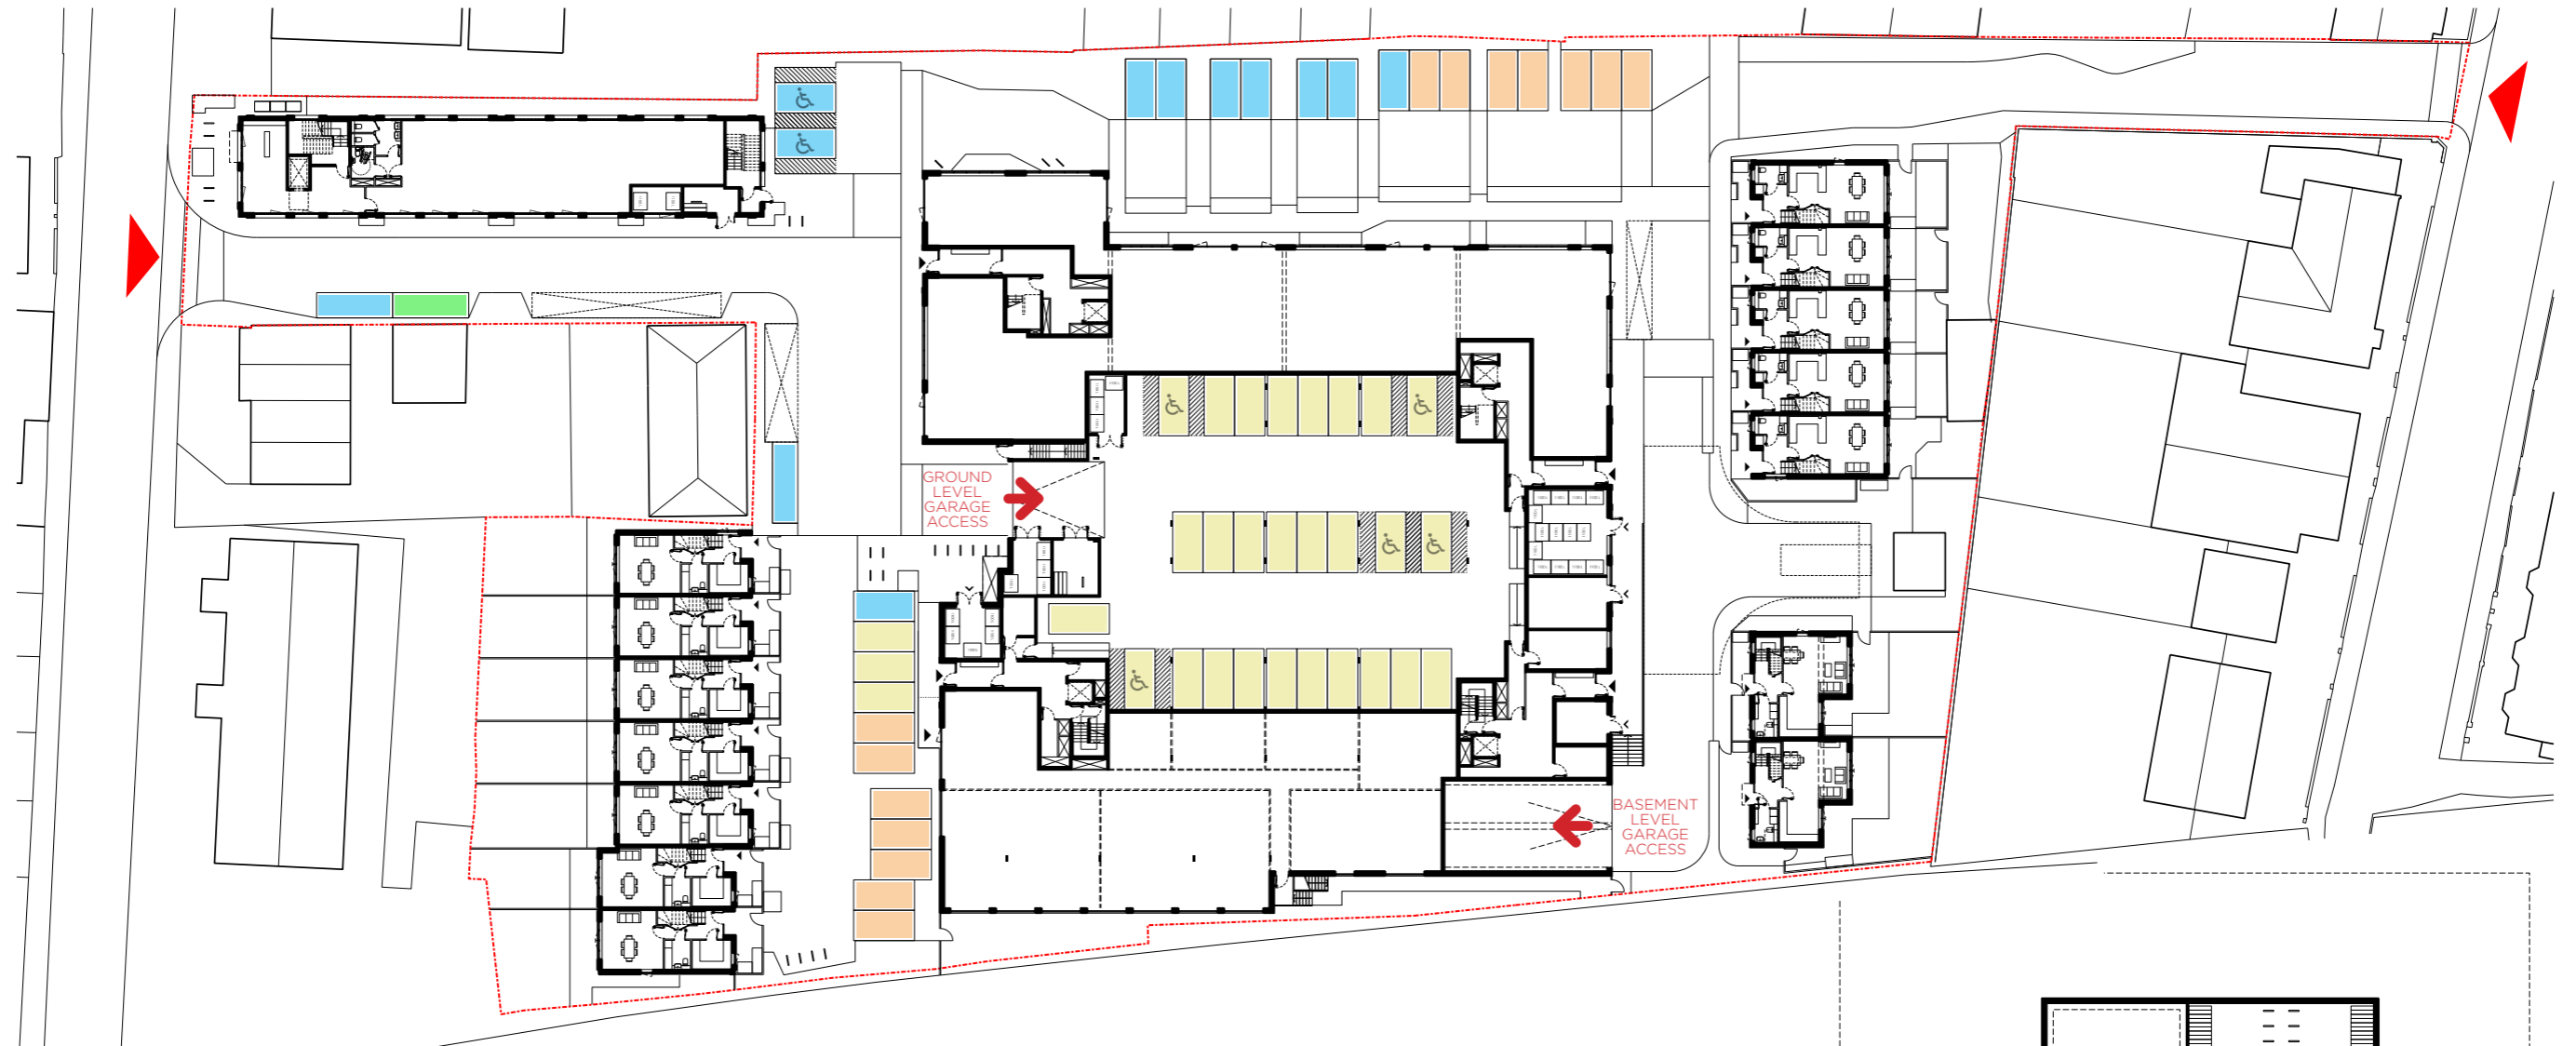 GROUND
LEVEL
GARAGE
ACCESS
BASEMENT
LEVEL
GARAGE
ACCESS